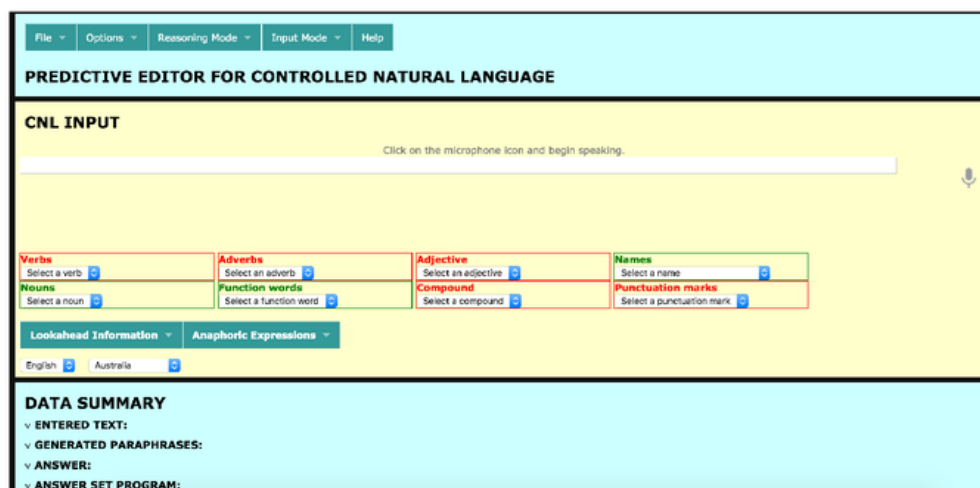 File Options Reasoning Mode Input Mode Help
PREDICTIVE EDITOR FOR CONTROLLED NATURAL LANGUAGE
CNL INPUT
Click on the microphone icon and begin speaking.
Verbs Adverbs Adjective Names
Select a verb Select an adverb Select an adjective Select a name
Nouns Function words Compound Punctuation marks
Select a noun Select a function word Select a compound Select a punctuation mark
Lookahead Information Anaphoric Expressions
English Australia
DATA SUMMARY
v ENTERED TEXT:
v GENERATED PARAPHRASES:
v ANSWER:
v ANSWER SET PROGRAM: